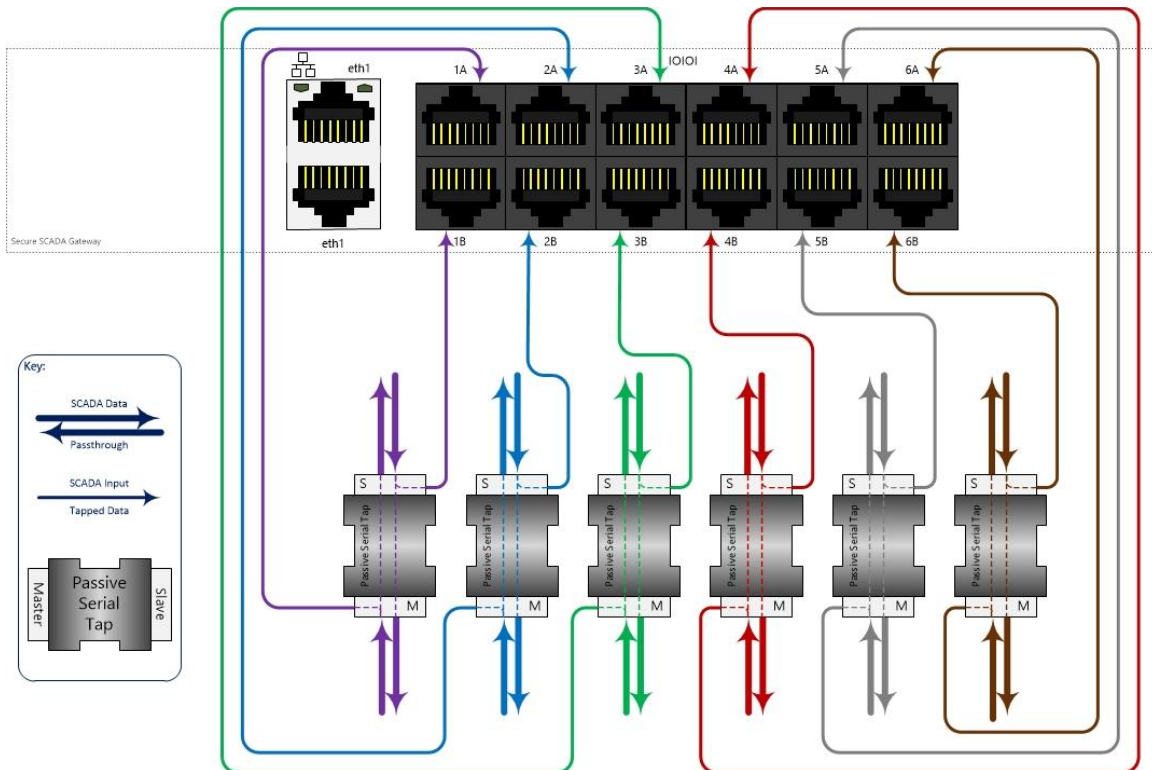 eth1
1A
2A
3A
IOIOI
4A
5A
6A
eth1
1B
2B
3B
4B
5B
6B
Secure SCADA Gateway
Key:
SCADA Data
Passthrough
SCADA Input
Tapped Data
Master
Passive
Serial
Tap
Slave
S
S
S
S
S
S
Passive Serial Tap
Passive Serial Tap
Passive Serial Tap
Passive Serial Tap
Passive Serial Tap
Passive Serial Tap
M
M
M
M
M
M